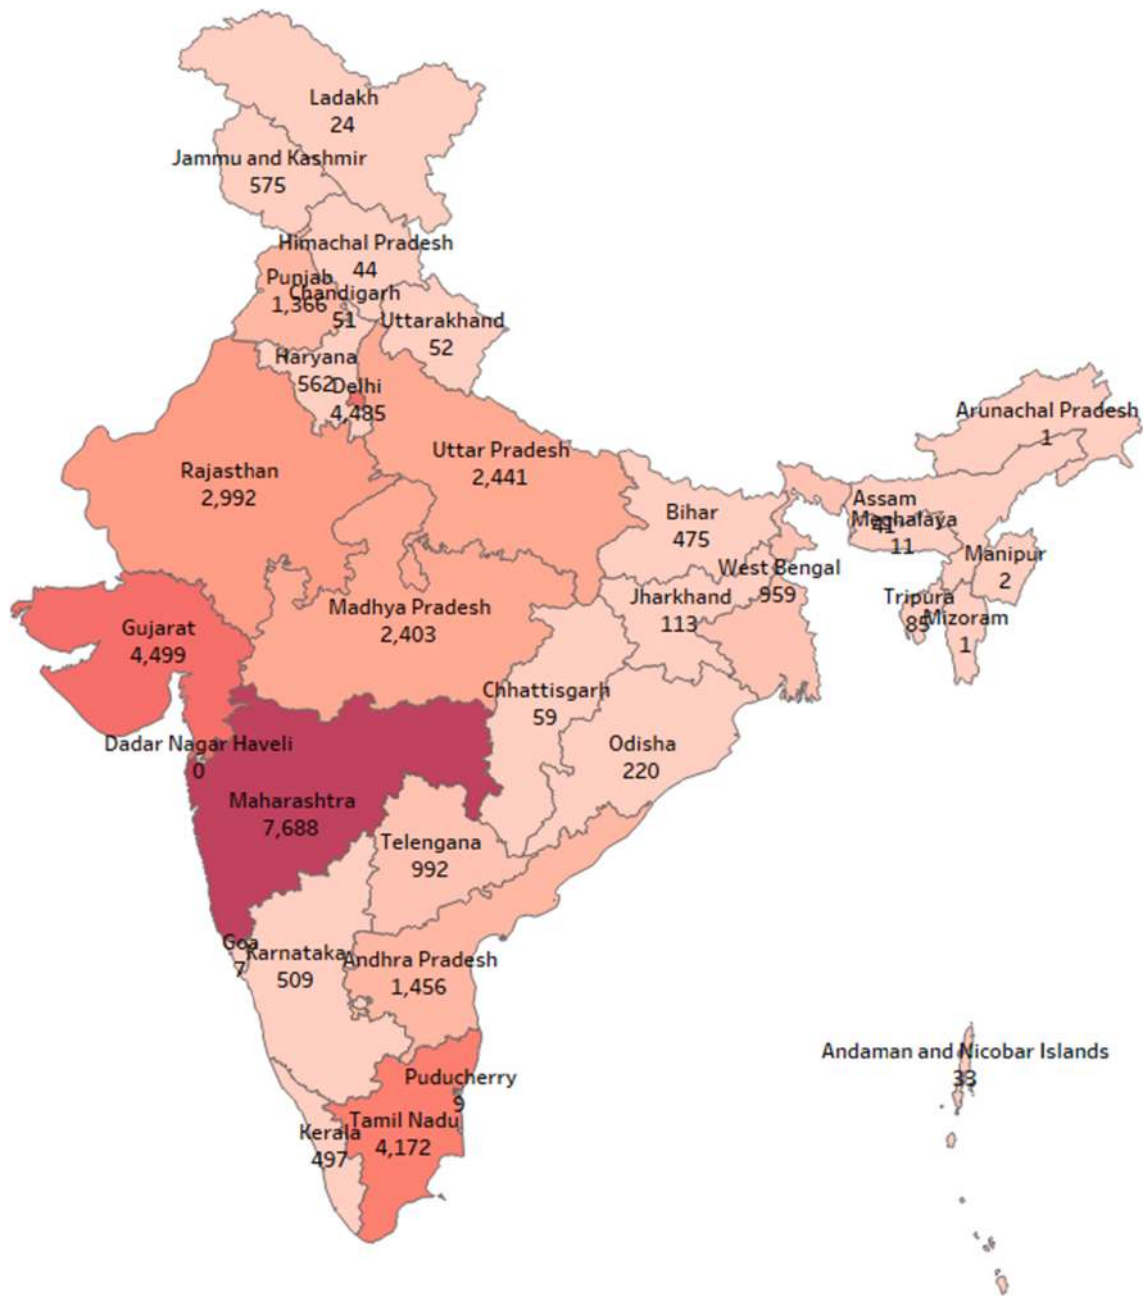 Ladakh
24
Jammu and Kashmir
575
Himachal Pradesh
44
Punjab
1,366
Chandigarh
51
Uttarakhand
52
Haryana
562
Delhi
4,485
Arunachal Pradesh
1
Rajasthan
2,992
Uttar Pradesh
2,441
Bihar
475
Assam
41
Meghalaya
11
Manipur
2
West Bengal
959
Jharkhand
113
Tripura
85
Mizoram
1
Madhya Pradesh
2,403
Gujarat
4,499
Chhattisgarh
59
Odisha
220
Dadar Nagar Haveli
0
Maharashtra
7,688
Telengana
992
Goa
7
Karnataka
509
Andhra Pradesh
1,456
Andaman and Nicobar Islands
33
Puducherry
9
Tamil Nadu
4,172
Kerala
497